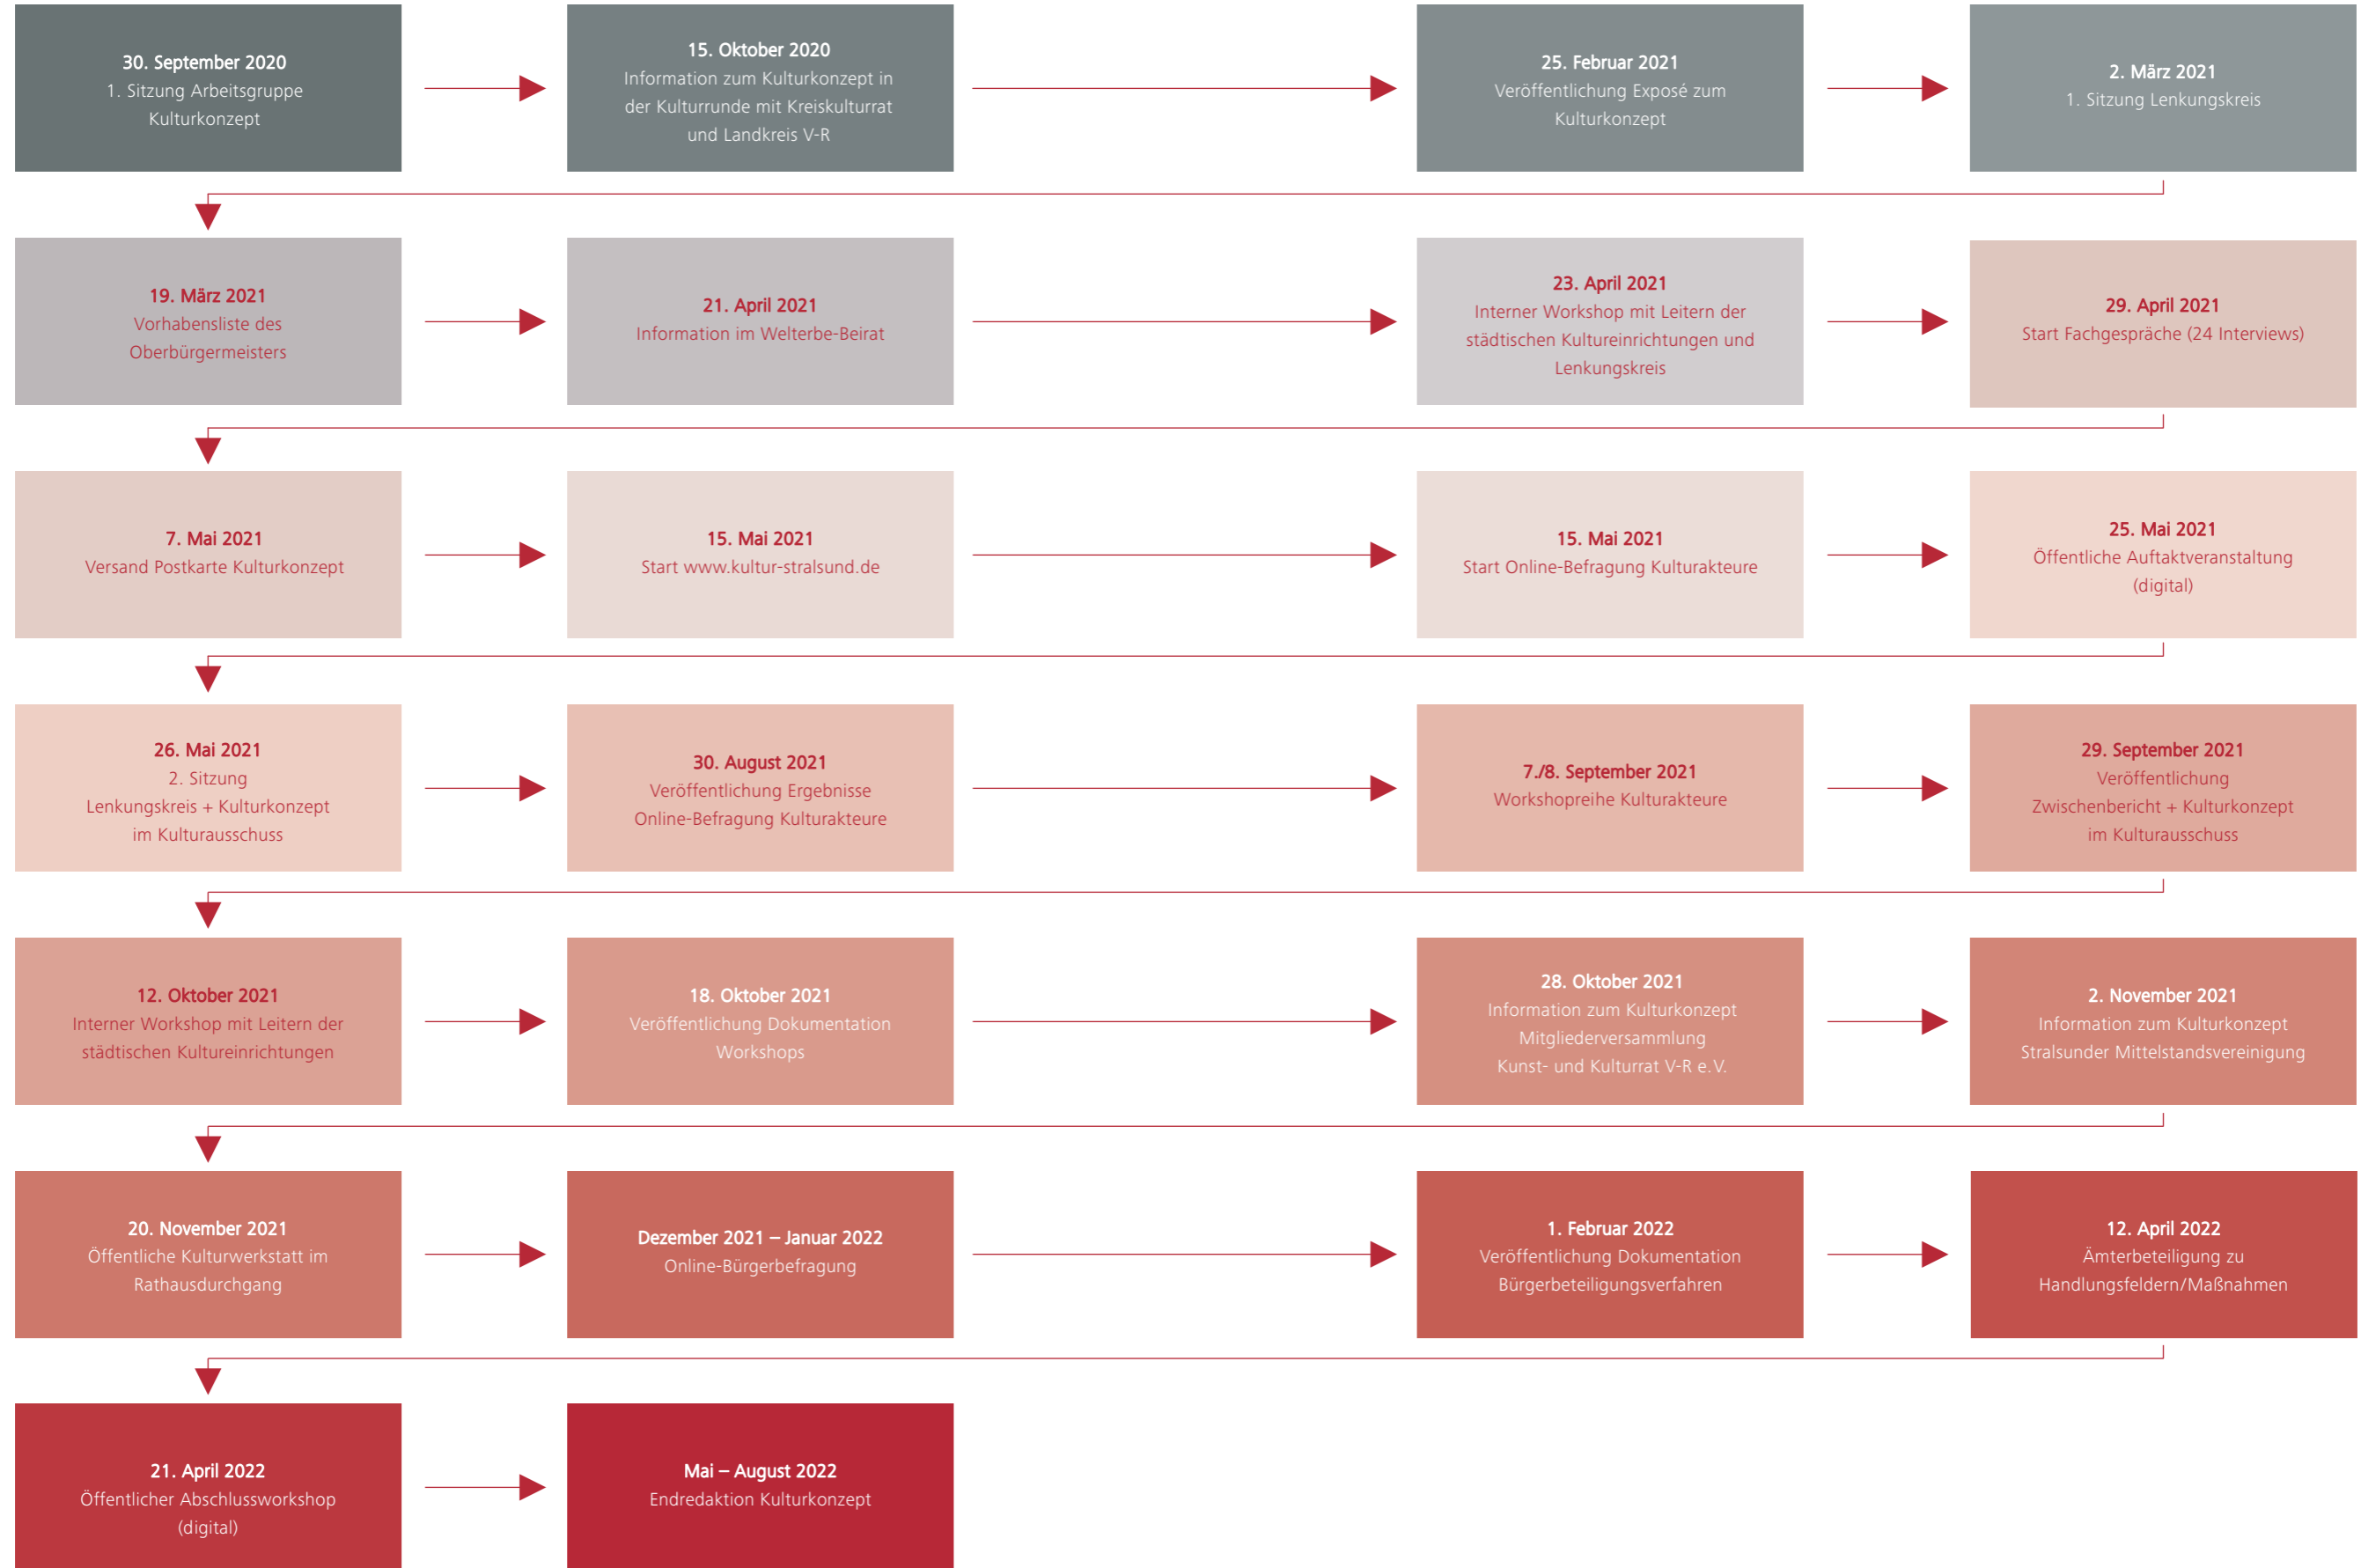 30. September 2020
1. Sitzung Arbeitsgruppe
Kulturkonzept
15. Oktober 2020
Information zum Kulturkonzept in
der Kulturrunde mit Kreiskulturrat
und Landkreis V-R
25. Februar 2021
Veröffentlichung Exposé zum
Kulturkonzept
2. März 2021
1. Sitzung Lenkungskreis
19. März 2021
Vorhabensliste des
Oberbürgermeisters
21. April 2021
Information im Welterbe-Beirat
23. April 2021
Interner Workshop mit Leitern der
städtischen Kultureinrichtungen und
Lenkungskreis
29. April 2021
Start Fachgespräche (24 Interviews)
7. Mai 2021
Versand Postkarte Kulturkonzept
15. Mai 2021
Start www.kultur-stralsund.de
15. Mai 2021
Start Online-Befragung Kulturakteure
25. Mai 2021
Öffentliche Auftaktveranstaltung
(digital)
26. Mai 2021
2. Sitzung
Lenkungskreis + Kulturkonzept
im Kulturausschuss
30. August 2021
Veröffentlichung Ergebnisse
Online-Befragung Kulturakteure
7./8. September 2021
Workshopreihe Kulturakteure
29. September 2021
Veröffentlichung
Zwischenbericht + Kulturkonzept
im Kulturausschuss
12. Oktober 2021
Interner Workshop mit Leitern der
städtischen Kultureinrichtungen
18. Oktober 2021
Veröffentlichung Dokumentation
Workshops
28. Oktober 2021
Information zum Kulturkonzept
Mitgliederversammlung
Kunst- und Kulturrat V-R e.V.
2. November 2021
Information zum Kulturkonzept
Stralsunder Mittelstandsvereinigung
20. November 2021
Öffentliche Kulturwerkstatt im
Rathausdurchgang
Dezember 2021 – Januar 2022
Online-Bürgerbefragung
1. Februar 2022
Veröffentlichung Dokumentation
Bürgerbeteiligungsverfahren
12. April 2022
Ämterbeteiligung zu
Handlungsfeldern/Maßnahmen
21. April 2022
Öffentlicher Abschlussworkshop
(digital)
Mai – August 2022
Endredaktion Kulturkonzept